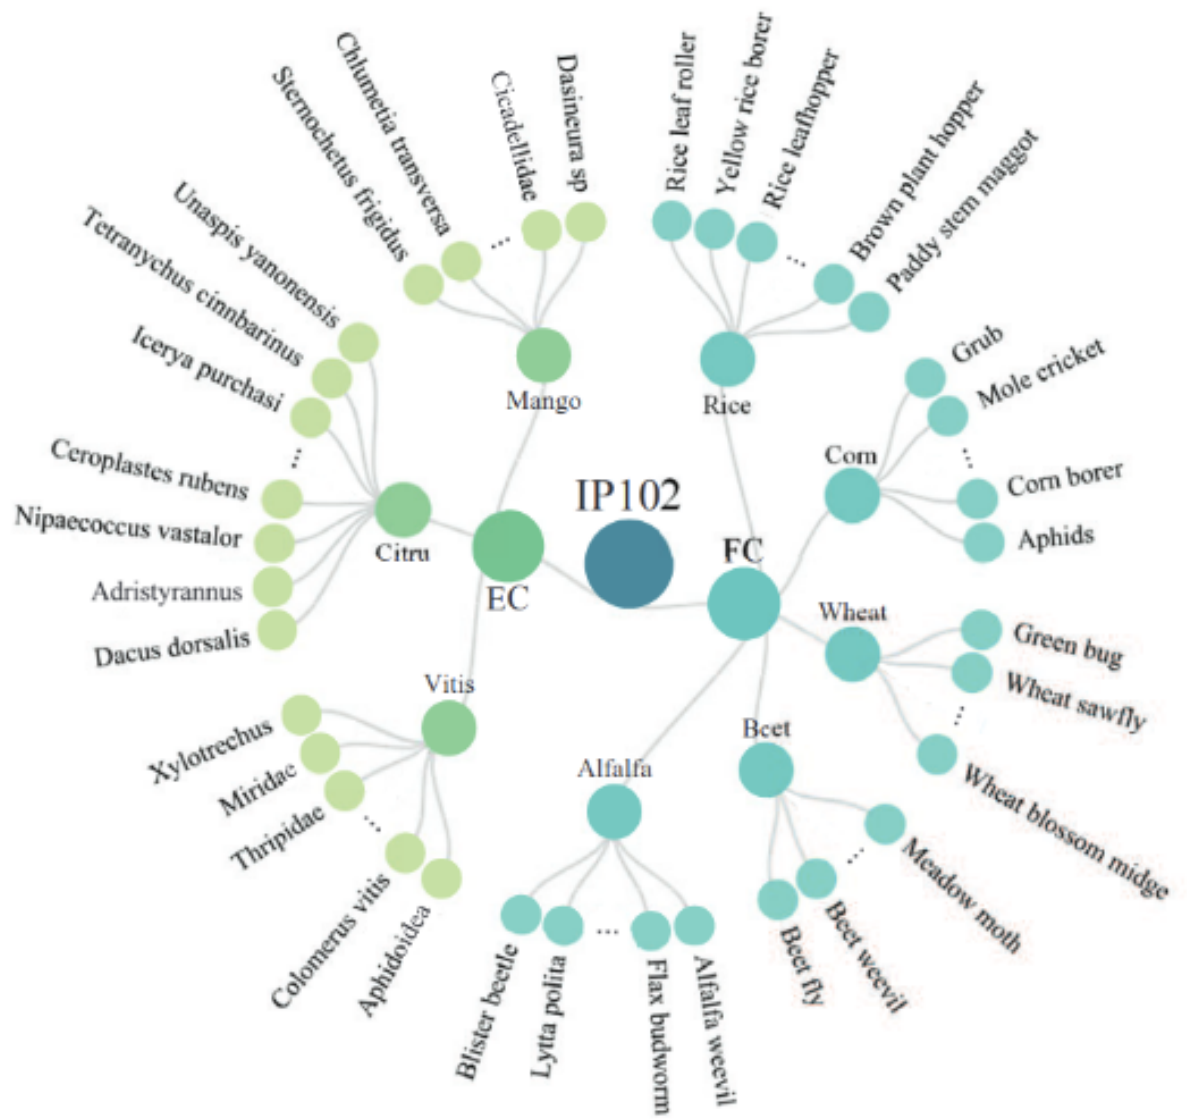 IP102
EC
FC
Mango
Sternochetus frigidus
Chlumetia transversa
...
Cicadellidae
Dasineura sp
Citru
Unaspis yanonensis
Tetranychus cinnbarinus
Icerya purchasi
...
Ceroplastes rubens
Nipaecoccus vastalor
Adristyrannus
Dacus dorsalis
Vitis
Xylotrechus
Miridae
Thripidae
...
Colomerus vitis
Aphidoidea
Rice
Rice leaf roller
Yellow rice borer
Rice leafhopper
...
Brown plant hopper
Paddy stem maggot
Corn
Grub
Mole cricket
...
Corn borer
Aphids
Wheat
Green bug
Wheat sawfly
...
Wheat blossom midge
Beet
Meadow moth
...
Beet weevil
Beet fly
Alfalfa
Blister beetle
Lytta polita
...
Flax budworm
Alfalfa weevil